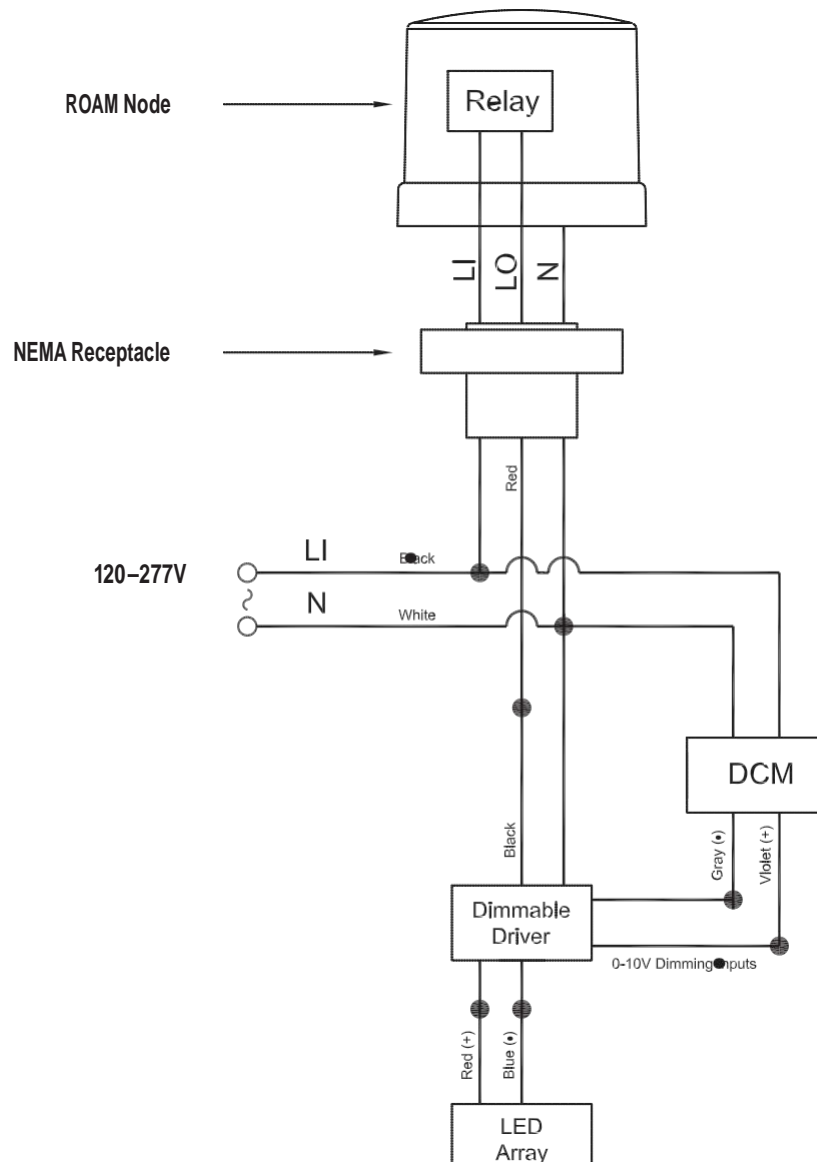 ROAM Node
Relay
LI
LO
N
NEMA Receptacle
Red
120–277V
LI
Black
N
White
DCM
Black
Gray (•)
Violet (+)
Dimmable
Driver
0-10V Dimming Inputs
Red (+)
Blue (•)
LED
Array